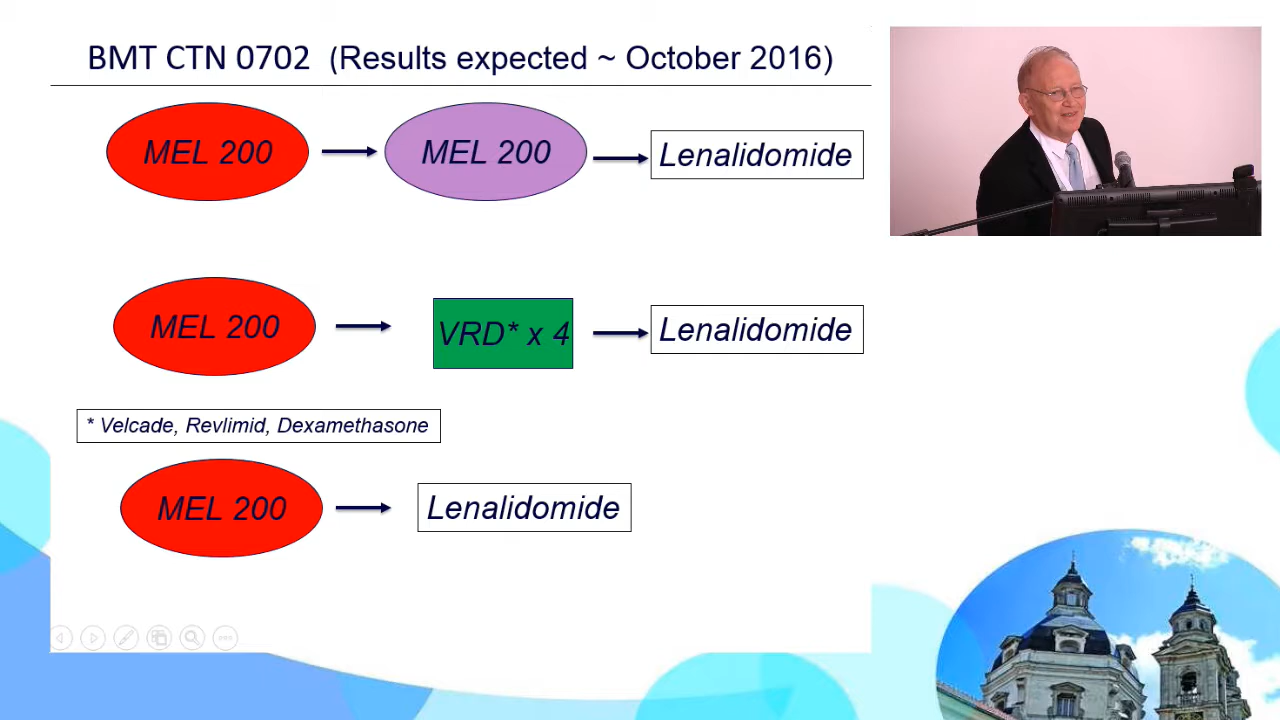 BMT CTN 0702 (Results expected ~ October 2016)
MEL 200
MEL 200
Lenalidomide
MEL 200
VRD* x 4
Lenalidomide
* Velcade, Revlimid, Dexamethasone
MEL 200
Lenalidomide